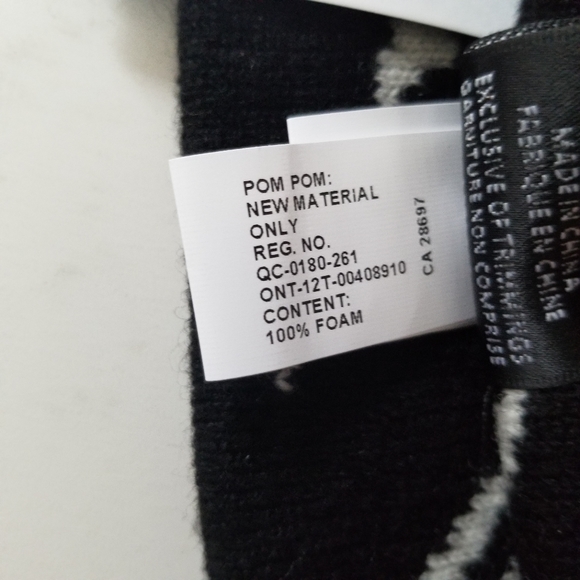 POM POM:
NEW MATERIAL
ONLY
REG. NO.
QC-0180-261
ONT-12T-00408910
CONTENT:
100% FOAM
CA 28697
MADE IN CHINA
FABRIQUE EN CHINE
EXCLUSIVE OF TRIMMINGS
GARNITURE NON COMPRISE